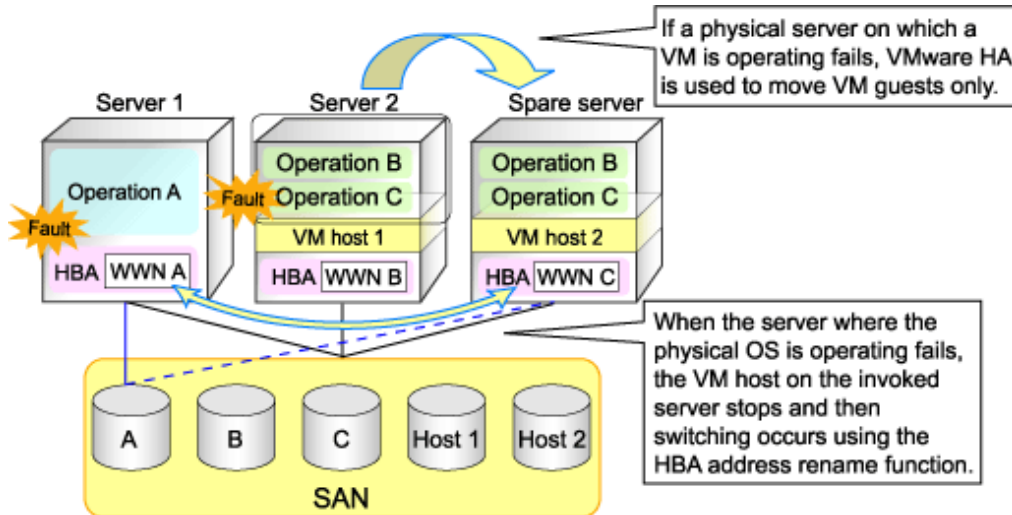 If a physical server on which a
VM is operating fails, VMware HA
is used to move VM guests only.
Server 1
Server 2
Spare server
Operation A
Fault
HBA
WWN A
Operation B
Fault
Operation C
VM host 1
HBA
WWN B
Operation B
Operation C
VM host 2
HBA
WWN C
When the server where the
physical OS is operating fails,
the VM host on the invoked
server stops and then
switching occurs using the
HBA address rename function.
A
B
C
Host 1
Host 2
SAN